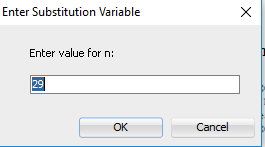 Enter Substitution Variable
Enter value for n:
29
OK
Cancel